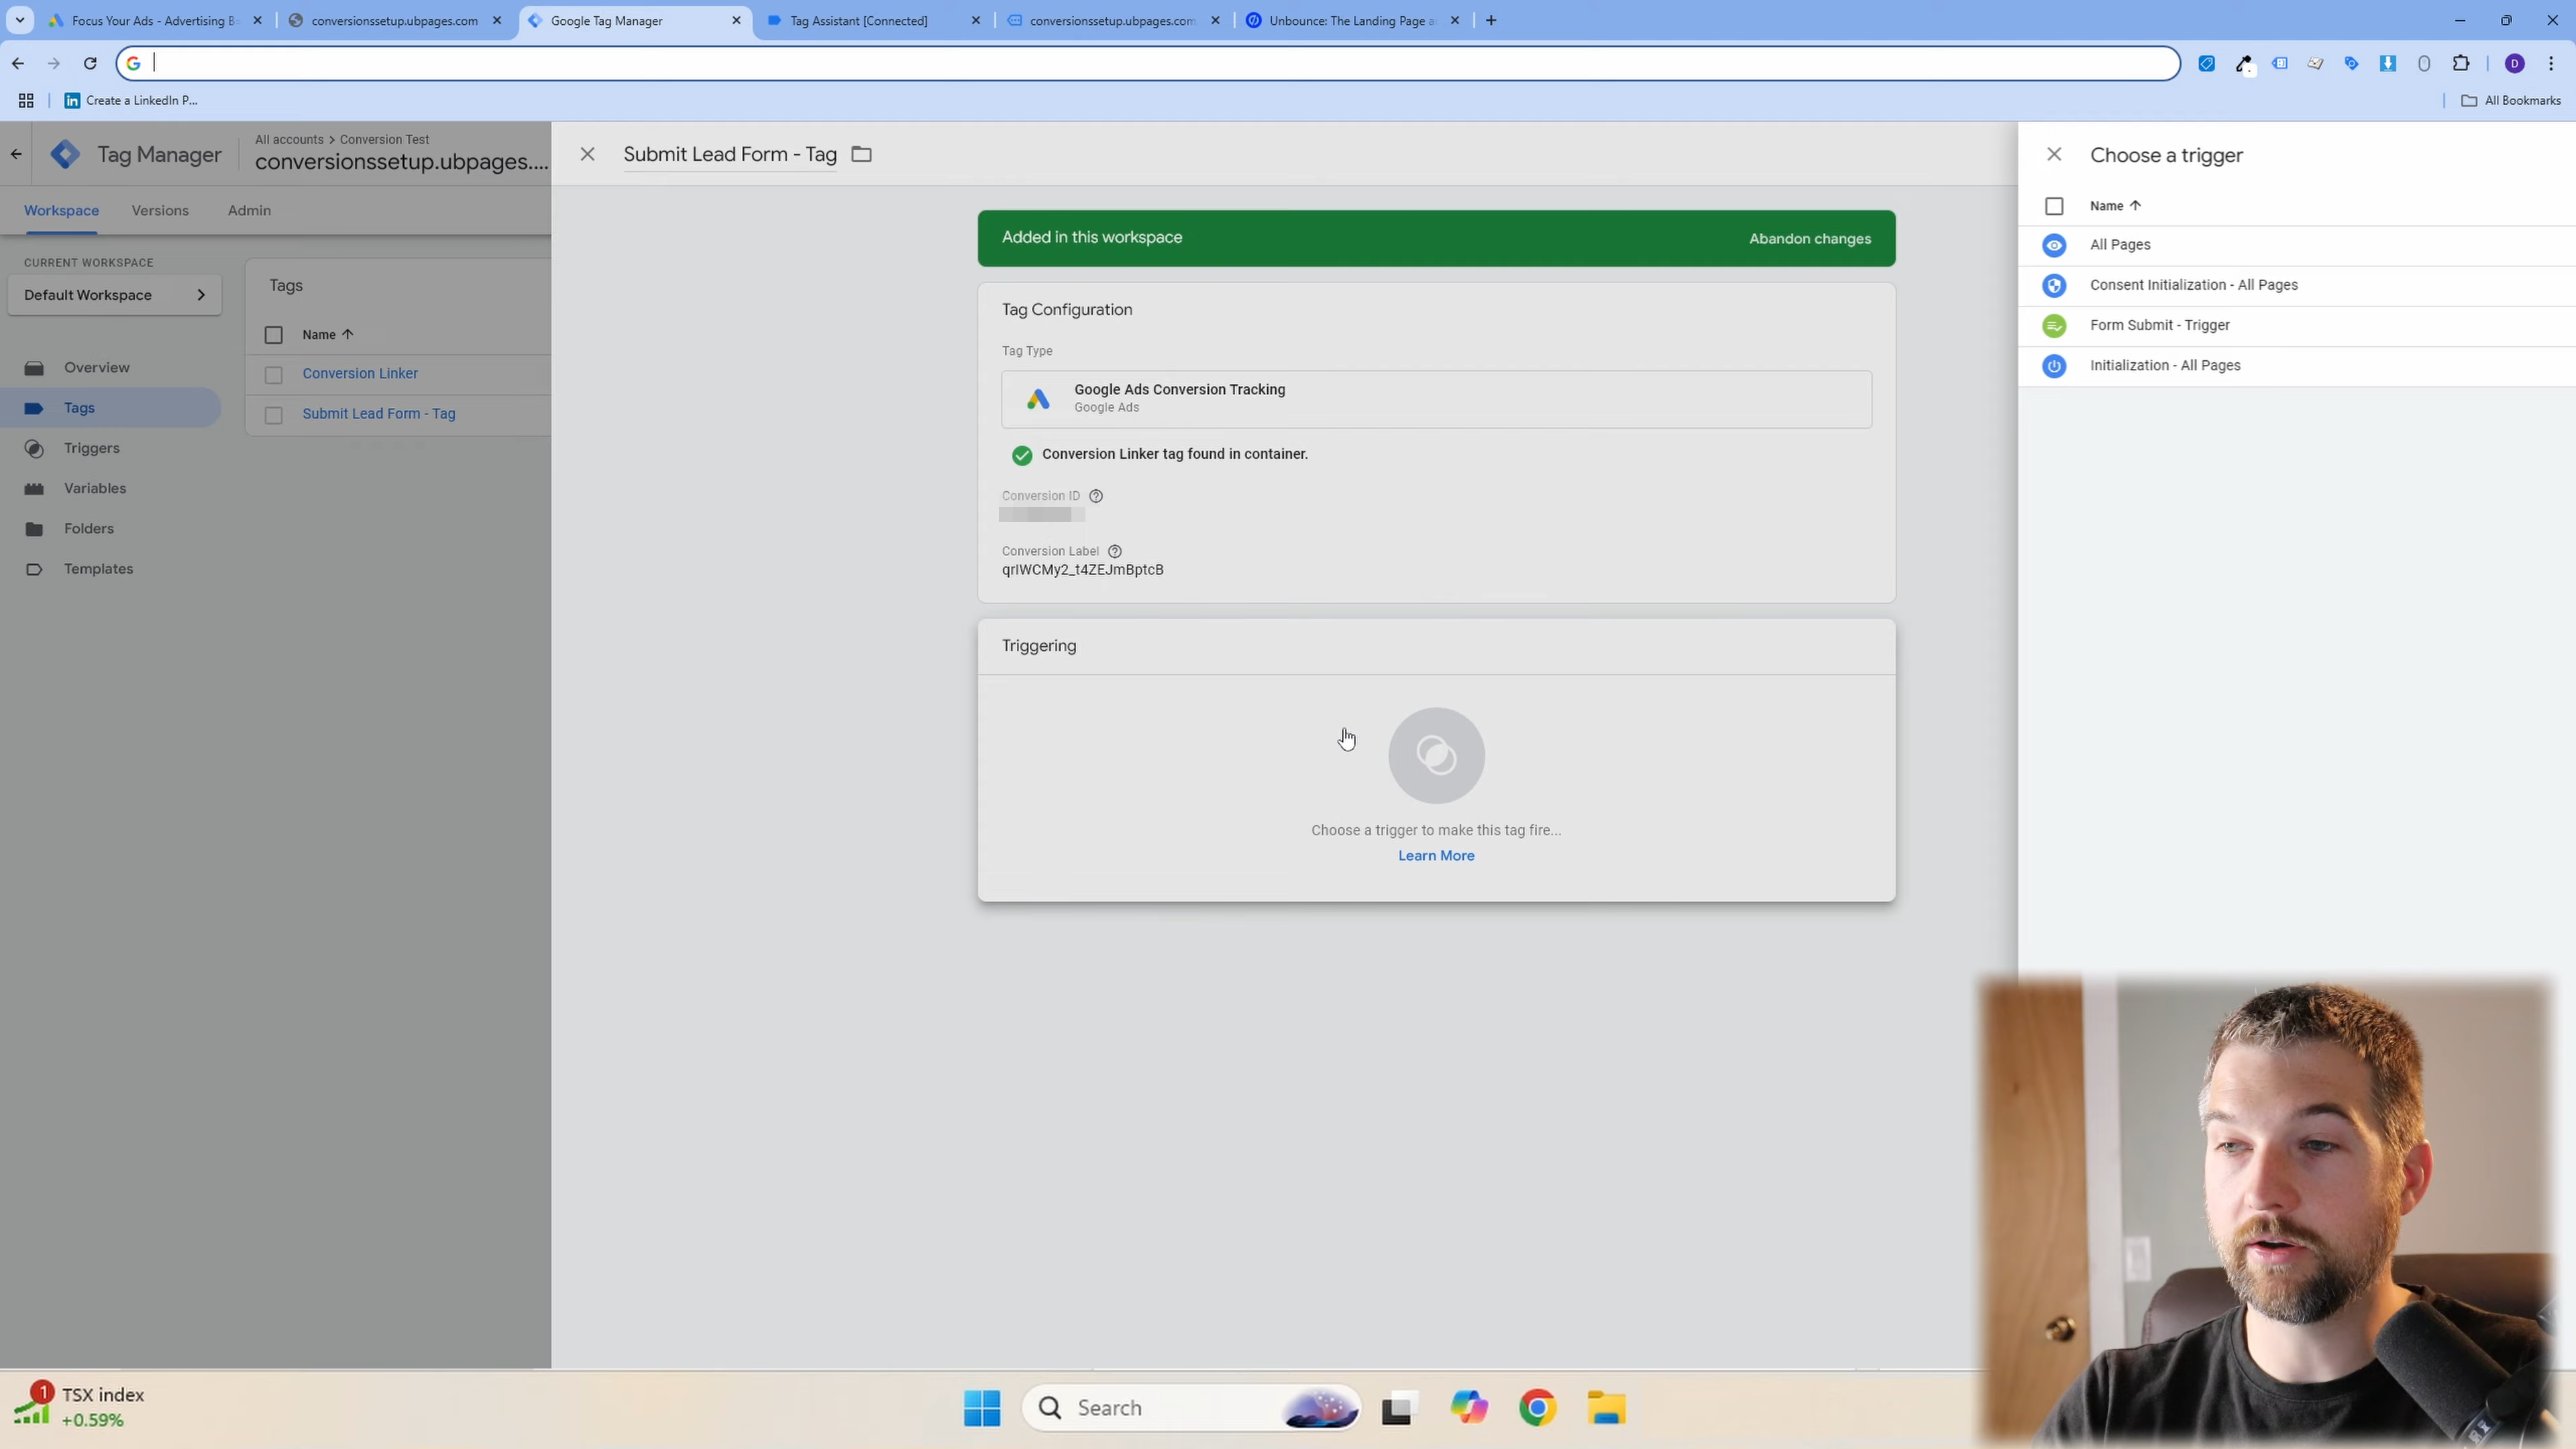 Focus Your Ads - Advertising B
conversionssetup.ubpages.com
Google Tag Manager
Tag Assistant [Connected]
conversionssetup.ubpages.com
Unbounce: The Landing Page a
Create a LinkedIn P...
All Bookmarks
D
Tag Manager
All accounts > Conversion Test
conversionssetup.ubpages....
Workspace
Versions
Admin
CURRENT WORKSPACE
Default Workspace
Overview
Tags
Triggers
Variables
Folders
Templates
Tags
Name
Conversion Linker
Submit Lead Form - Tag
Submit Lead Form - Tag
Added in this workspace
Abandon changes
Tag Configuration
Tag Type
Google Ads Conversion Tracking
Google Ads
Conversion Linker tag found in container.
Conversion ID
Conversion Label
qrIWCMy2_t4ZEJmBptcB
Triggering
Choose a trigger to make this tag fire...
Learn More
Choose a trigger
Name
All Pages
Consent Initialization - All Pages
Form Submit - Trigger
Initialization - All Pages
1
TSX index
+0.59%
Search